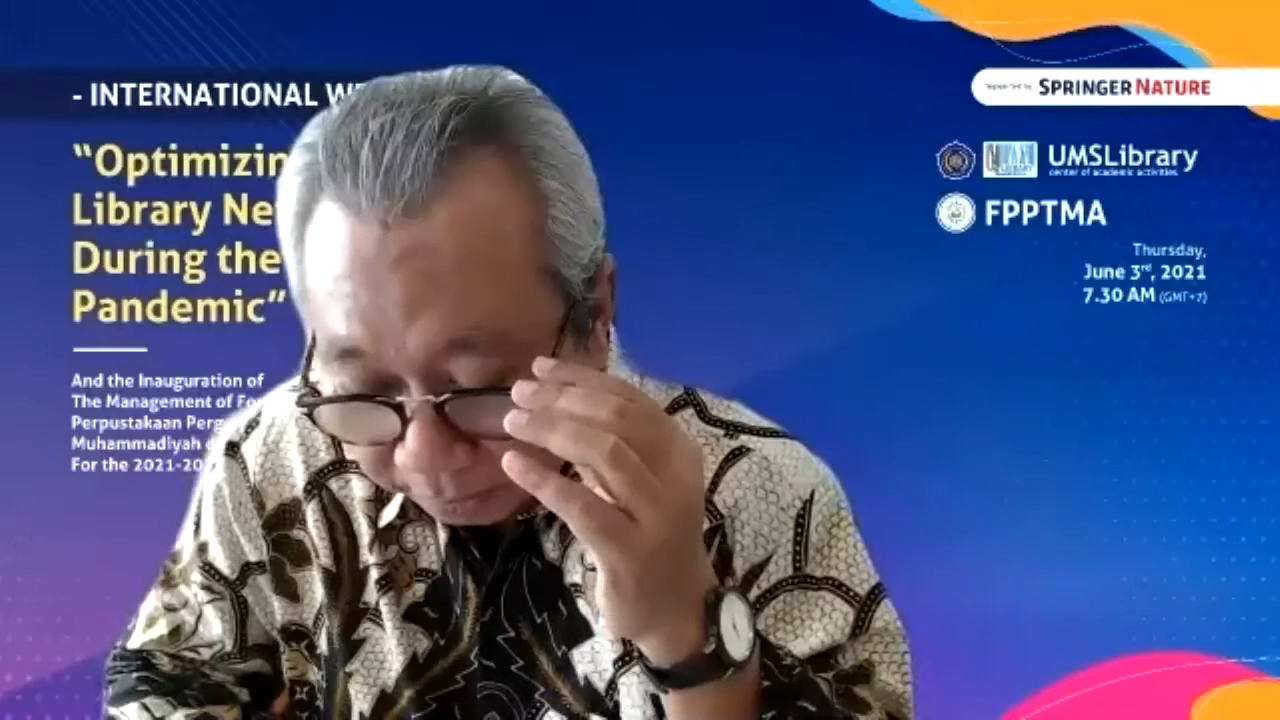 - INTERNATIONAL
"Optimizin
Library Ne
During the
Pandemic"
And the Inauguration of
The Management of Fo
Perpustakaan Perg
Muhammadiyah
For the 2021-20
SPRINGER NATURE
UMSLibrary
center of academic activities
FPPTMA
Thursday,
June 3rd, 2021
7.30 AM (GMT+7)